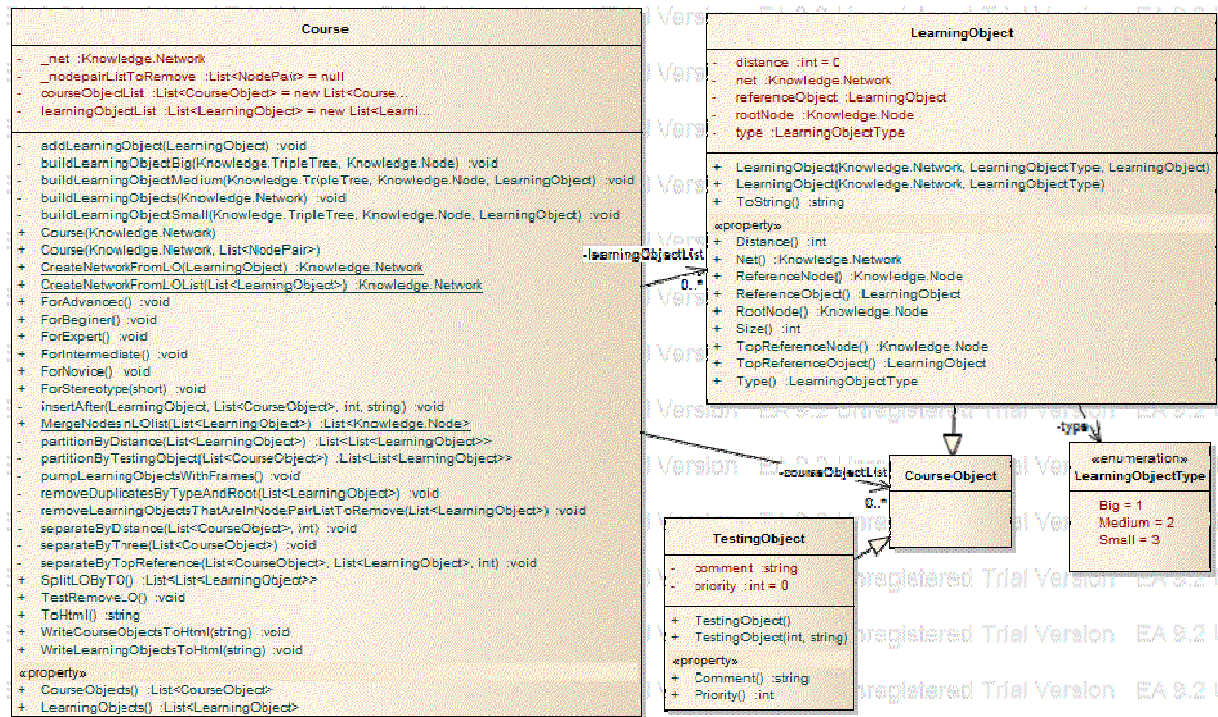 Course
- _net :Knowledge.Network
- _nodepairListToRemove :List<NodePair> = null
- courseObjectList :List<CourseObject> = new List<Course...
- learningObjectList :List<LearningObject> = new List<Learni...
- addLearningObject(LearningObject) :void
- buildLearningObjectBig(Knowledge.TripleTree, Knowledge.Node) :void
- buildLearningObjectMedium(Knowledge.TripleTree, Knowledge.Node, LearningObject) :void
- buildLearningObjects(Knowledge.Network) :void
- buildLearningObjectSmall(Knowledge.TripleTree, Knowledge.Node, LearningObject) :void
+ Course(Knowledge.Network)
+ Course(Knowledge.Network, List<NodePair>)
+ CreateNetworkFromLO(LearningObject) :Knowledge.Network
+ CreateNetworkFromLOList(List<LearningObject>) :Knowledge.Network
+ ForAdvanced() :void
+ ForBeginer() :void
+ ForExpert() :void
+ ForIntermediate() :void
+ ForNovice() :void
+ ForStereotype(short) :void
- insertAfter(LearningObject, List<CourseObject>, int, string) :void
+ MergeNodesInLOlist(List<LearningObject>) :List<Knowledge.Node>
- partitionByDistance(List<LearningObject>) :List<List<LearningObject>>
- partitionByTestingObject(List<CourseObject>) :List<List<LearningObject>>
- pumpLearningObjectsWithFrames() :void
- removeDuplicatesByTypeAndRoot(List<LearningObject>) :void
- removeLearningObjectsThatAreInNodePairListToRemove(List<LearningObject>) :void
- separateByDistance(List<CourseObject>, int) :void
- separateByThree(List<CourseObject>) :void
- separateByTopReference(List<CourseObject>, List<LearningObject>, int) :void
+ SplitLOByTO() :List<List<LearningObject>>
+ TestRemoveLO() :void
+ ToHtml() :string
+ WriteCourseObjectsToHtml(string) :void
+ WriteLearningObjectsToHtml(string) :void
«property»
+ CourseObjects() :List<CourseObject>
+ LearningObjects() :List<LearningObject>
-learningObjectList
0..*
LearningObject
- distance :int = 0
- net :Knowledge.Network
- referenceObject :LearningObject
- rootNode :Knowledge.Node
- type :LearningObjectType
+ LearningObject(Knowledge.Network, LearningObjectType, LearningObject)
+ LearningObject(Knowledge.Network, LearningObjectType)
+ ToString() :string
«property»
+ Distance() :int
+ Net() :Knowledge.Network
+ ReferenceNode() :Knowledge.Node
+ ReferenceObject() :LearningObject
+ RootNode() :Knowledge.Node
+ Size() :int
+ TopReferenceNode() :Knowledge.Node
+ TopReferenceObject() :LearningObject
+ Type() :LearningObjectType
-type
-courseObjectList
0..*
CourseObject
«enumeration»
LearningObjectType
Big = 1
Medium = 2
Small = 3
TestingObject
- comment :string
- priority :int = 0
+ TestingObject()
+ TestingObject(int, string)
«property»
+ Comment() :string
+ Priority() :int